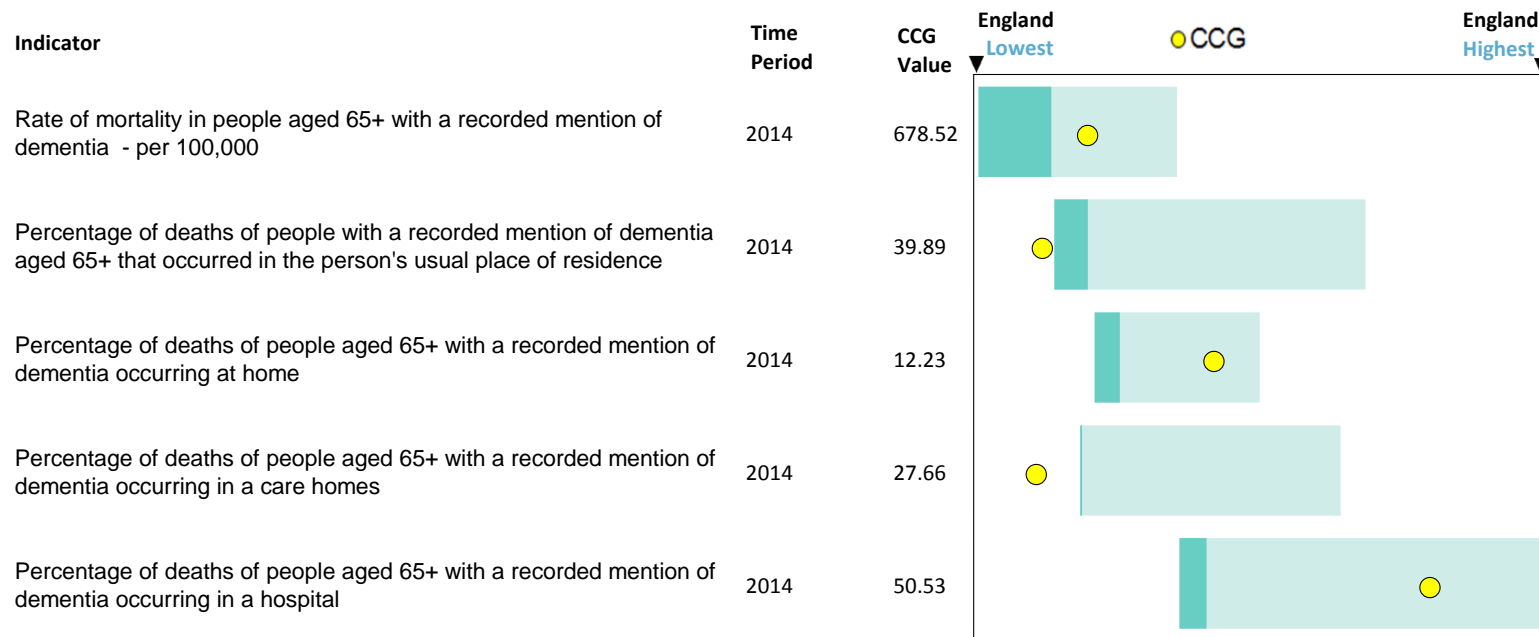 Indicator
Time
Period
CCG
Value
England
Lowest
CCG
England
Highest
Rate of mortality in people aged 65+ with a recorded mention of
dementia - per 100,000
2014
678.52
Percentage of deaths of people with a recorded mention of dementia
aged 65+ that occurred in the person's usual place of residence
2014
39.89
Percentage of deaths of people aged 65+ with a recorded mention of
dementia occurring at home
2014
12.23
Percentage of deaths of people aged 65+ with a recorded mention of
dementia occurring in a care homes
2014
27.66
Percentage of deaths of people aged 65+ with a recorded mention of
dementia occurring in a hospital
2014
50.53